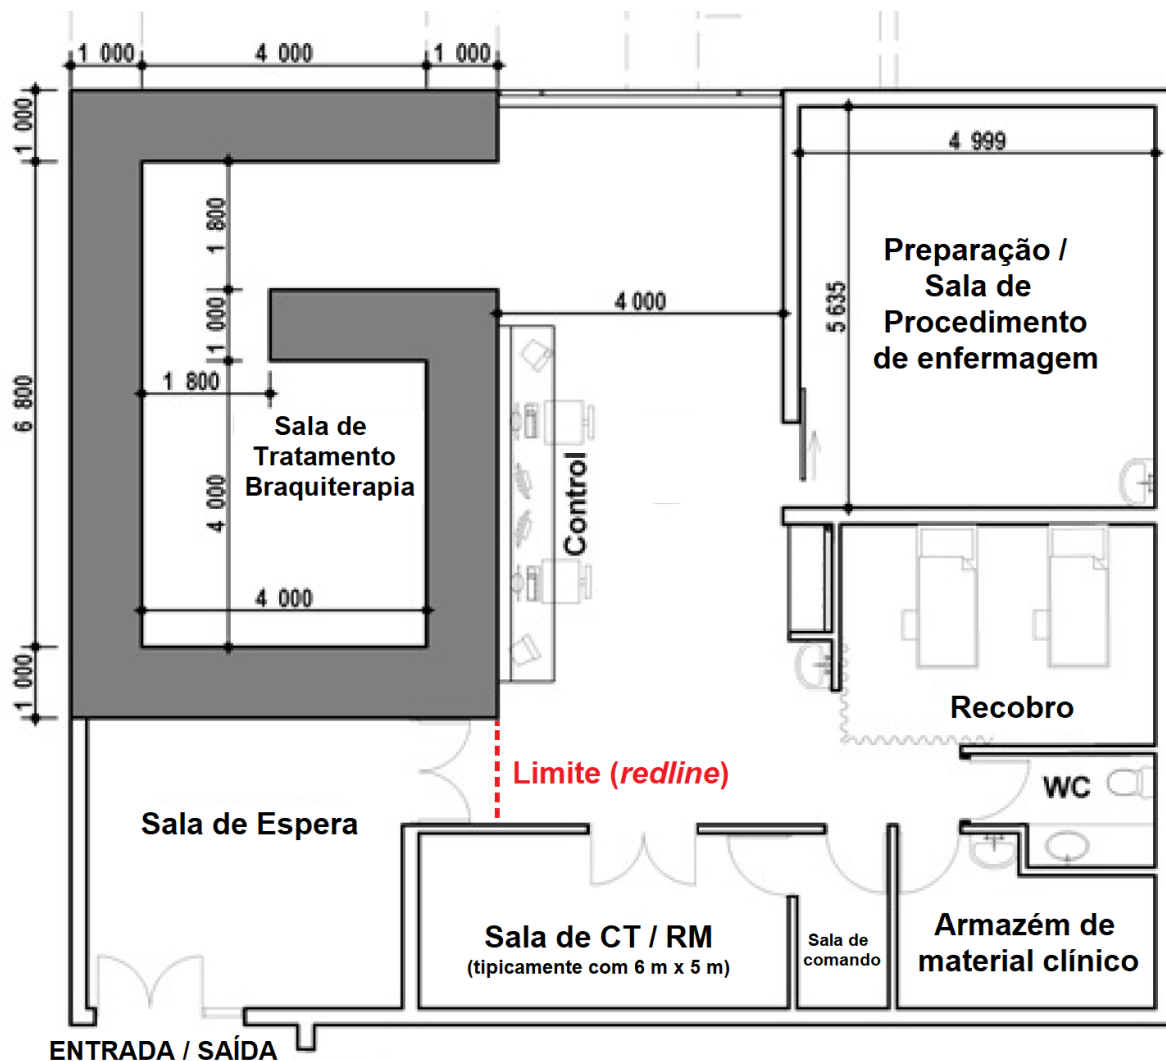 1 000
4 000
1 000
1 000
6 800
1 000
1 800
1 000
1 800
4 000
4 000
4 000
4 999
5 635
Preparação /
Sala de
Procedimento
de enfermagem
Sala de
Tratamento
Braquiterapia
Control
Recobro
Limite (redline)
WC
Sala de Espera
Sala de CT / RM
(tipicamente com 6 m x 5 m)
Sala de
comando
Armazém de
material clínico
ENTRADA / SAÍDA